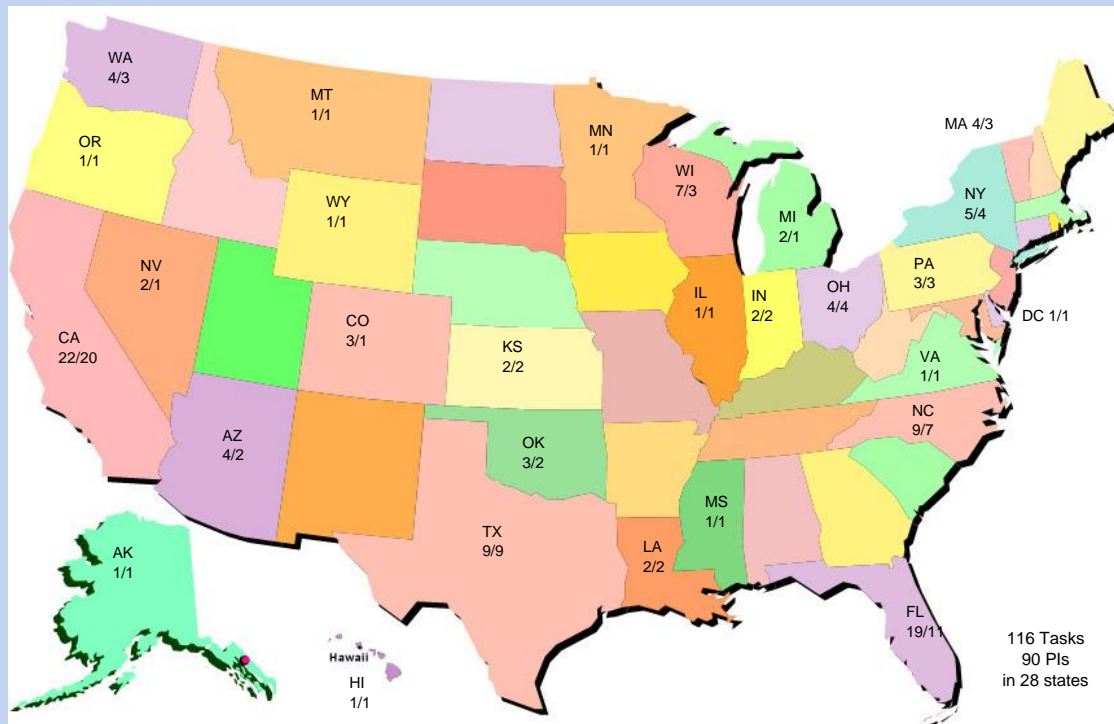 WA
4/3
MT
1/1
MN
1/1
MA 4/3
OR
1/1
WI
7/3
NY
5/4
WY
1/1
MI
2/1
NV
2/1
PA
3/3
IL
1/1
IN
2/2
OH
4/4
DC 1/1
CO
3/1
CA
22/20
KS
2/2
VA
1/1
NC
9/7
AZ
4/2
OK
3/2
MS
1/1
TX
9/9
LA
2/2
AK
1/1
FL
19/11
Hawaii
HI
1/1
116 Tasks
90 PIs
in 28 states